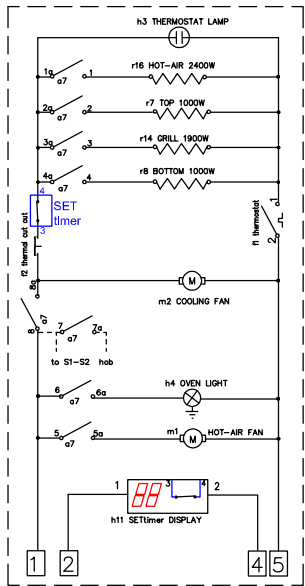 h3 THERMOSTAT LAMP
r16 HOT-AIR 2400W
1a a7 1
r7 TOP 1000W
2a a7 2
r14 GRILL 1900W
3a a7 3
r8 BOTTOM 1000W
4a a7 4
4
SET
timer
3
f2 thermal cut out
1
f1 thermostat
2
8a
M
m2 COOLING FAN
a7
8
7 7a
a7
to S1-S2 hob
h4 OVEN LIGHT
6 6a
a7
m1 M HOT-AIR FAN
5 5a
a7
1 88 3 4 2
h11 SETtimer DISPLAY
1 2 4 5